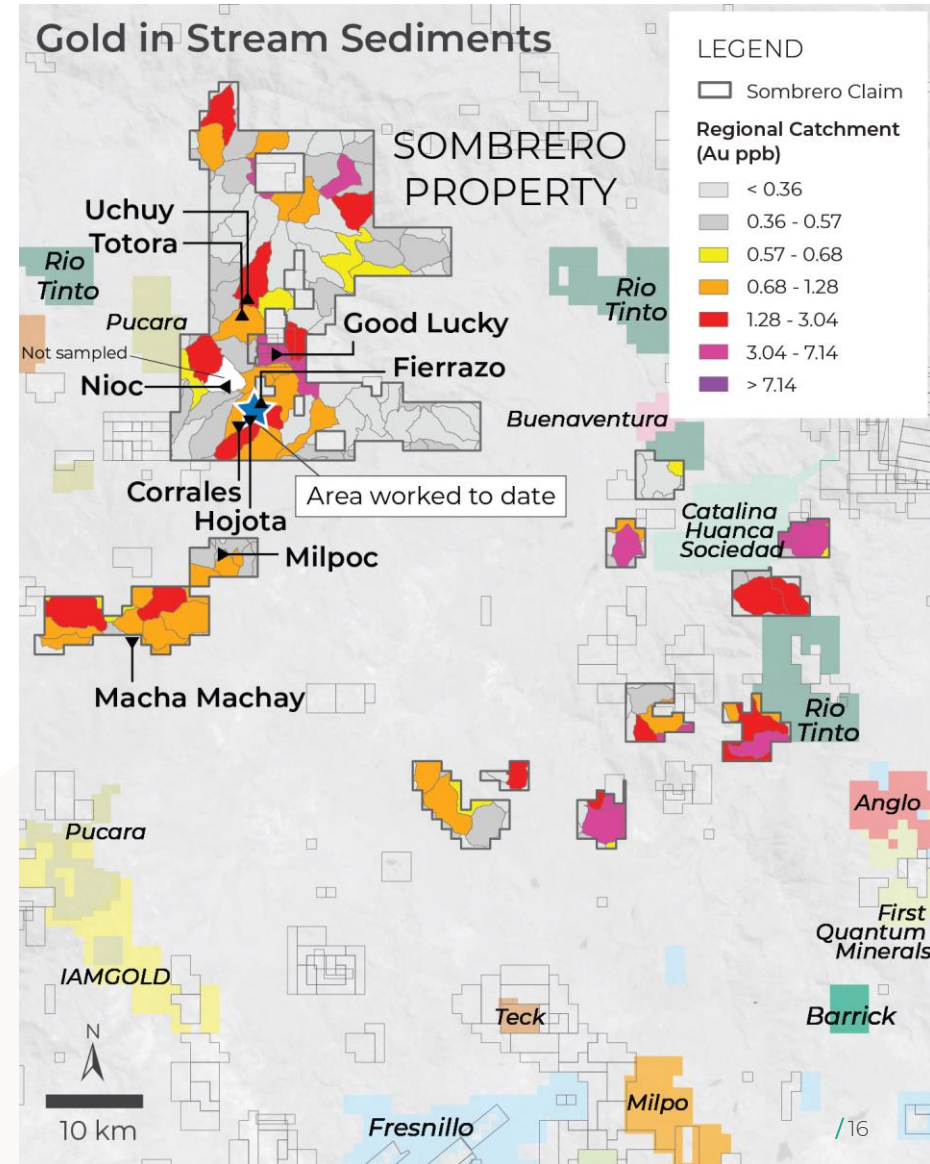 Gold in Stream Sediments
LEGEND
Sombrero Claim
Regional Catchment
(Au ppb)
< 0.36
0.36 - 0.57
0.57 - 0.68
0.68 - 1.28
1.28 - 3.04
3.04 - 7.14
> 7.14
SOMBRERO
PROPERTY
Uchuy
Totora
Rio
Tinto
Rio
Tinto
Pucara
Good Lucky
Not sampled
Fierrazo
Nioc
Buenaventura
Corrales
Area worked to date
Hojota
Catalina
Huanca
Sociedad
Milpoc
Macha Machay
Rio
Tinto
Anglo
Pucara
First
Quantum
Minerals
IAMGOLD
Teck
Barrick
N
10 km
Milpo
Fresnillo
/ 16